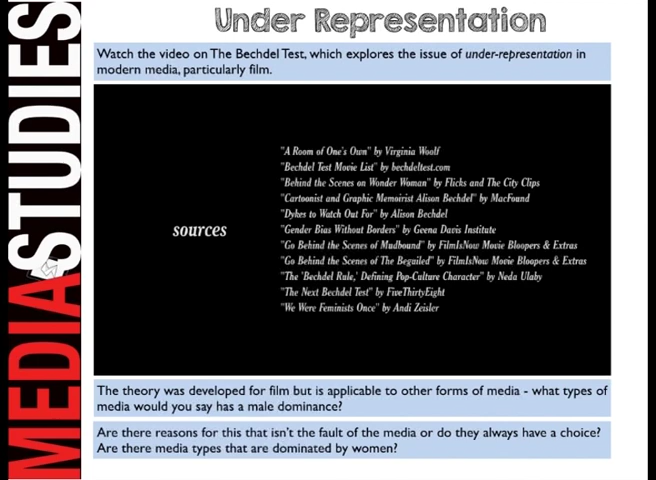 Under Representation
MEDIASTUDIES
Watch the video on The Bechdel Test, which explores the issue of under-representation in
modern media, particularly film.
sources
"A Room of One's Own" by Virginia Woolf
"Bechdel Test Movie List" by bechdeltest.com
"Behind the Scenes on Wonder Woman" by Flicks and The City Clips
"Cartoonist and Graphic Memoirist Alison Bechdel" by MacFound
"Dykes to Watch Out For" by Alison Bechdel
"Gender Bias Without Borders" by Geena Davis Institute
"Go Behind the Scenes of Mudbound" by FilmIsNow Movie Bloopers & Extras
"Go Behind the Scenes of The Beguiled" by FilmIsNow Movie Bloopers & Extras
"The 'Bechdel Rule,' Defining Pop-Culture Character" by Neda Ulaby
"The Next Bechdel Test" by FiveThirtyEight
"We Were Feminists Once" by Andi Zeisler
The theory was developed for film but is applicable to other forms of media - what types of
media would you say has a male dominance?
Are there reasons for this that isn't the fault of the media or do they always have a choice?
Are there media types that are dominated by women?